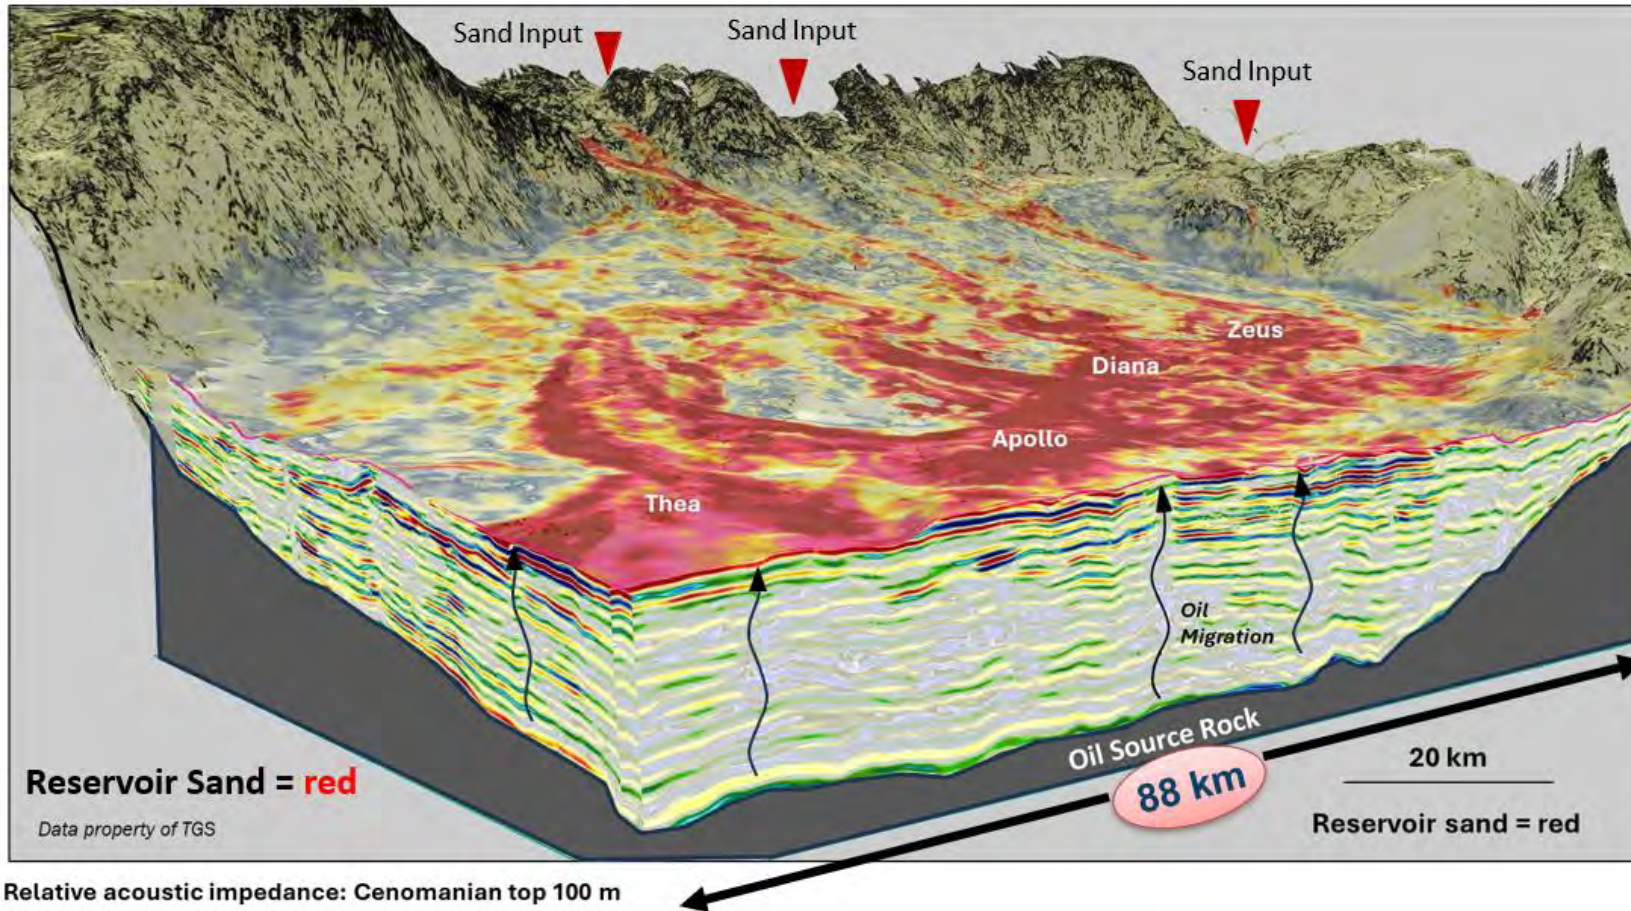 Sand Input
Sand Input
Sand Input
Zeus
Diana
Apollo
Thea
Oil
Migration
Oil Source Rock
88 km
20 km
Reservoir Sand = red
Reservoir sand = red
Data property of TGS
Relative acoustic impedance: Cenomanian top 100 m